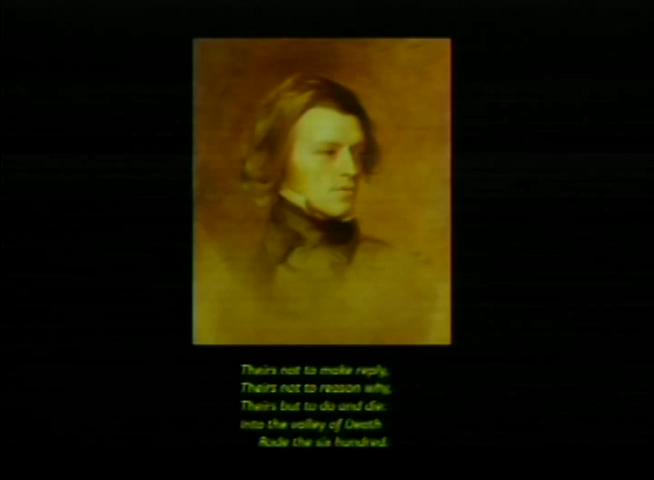 Theirs not to make reply,
Theirs not to reason why,
Theirs but to do and die:
Into the valley of Death
Rode the six hundred.